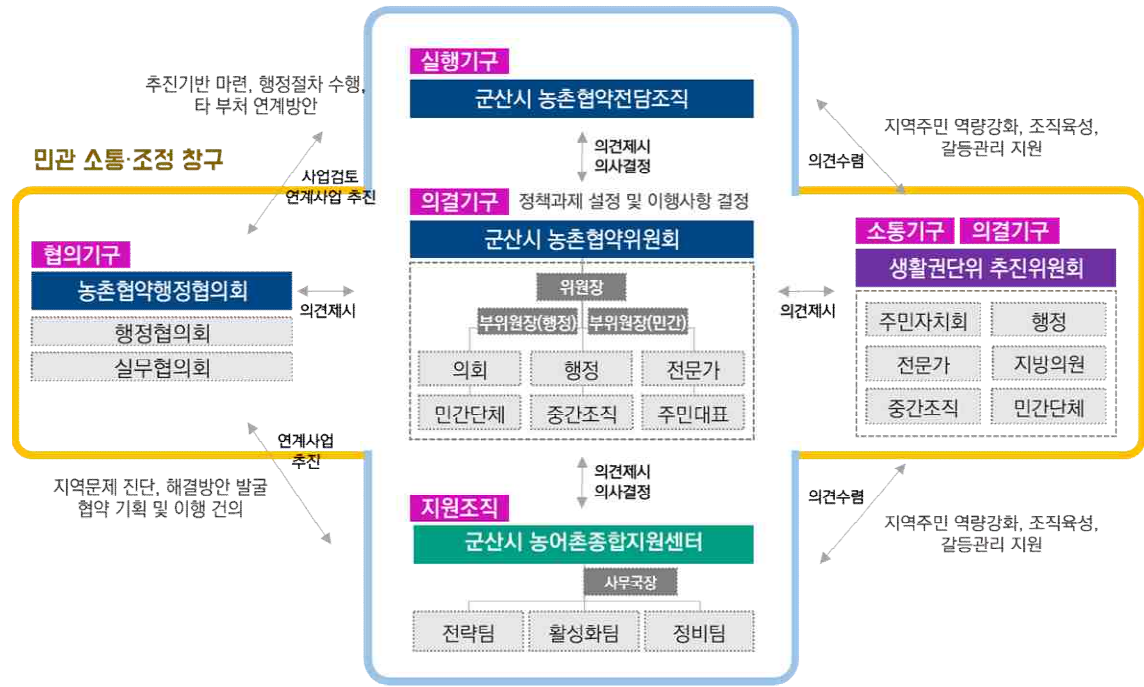 실행기구
군산시 농촌협약전담조직
추진기반 마련, 행정절차 수행,
타 부처 연계방안
지역주민 역량강화, 조직육성,
갈등관리 지원
민관 소통·조정 창구
의견제시
의사결정
의견수렴
사업검토
연계사업 추진
의결기구 정책과제 설정 및 이행사항 결정
군산시 농촌협약위원회
협의기구
농촌협약행정협의회
행정협의회
실무협의회
의견제시
위원장
부위원장(행정) 부위원장(민간)
의회 행정 전문가
민간단체 중간조직 주민대표
의견제시
소통기구 의결기구
생활권단위 추진위원회
주민자치회 행정
전문가 지방의원
중간조직 민간단체
연계사업
추진
지역문제 진단, 해결방안 발굴
협약 기획 및 이행 건의
의견제시
의사결정
의견수렴
지역주민 역량강화, 조직육성,
갈등관리 지원
지원조직
군산시 농어촌종합지원센터
사무국장
전략팀 활성화팀 정비팀